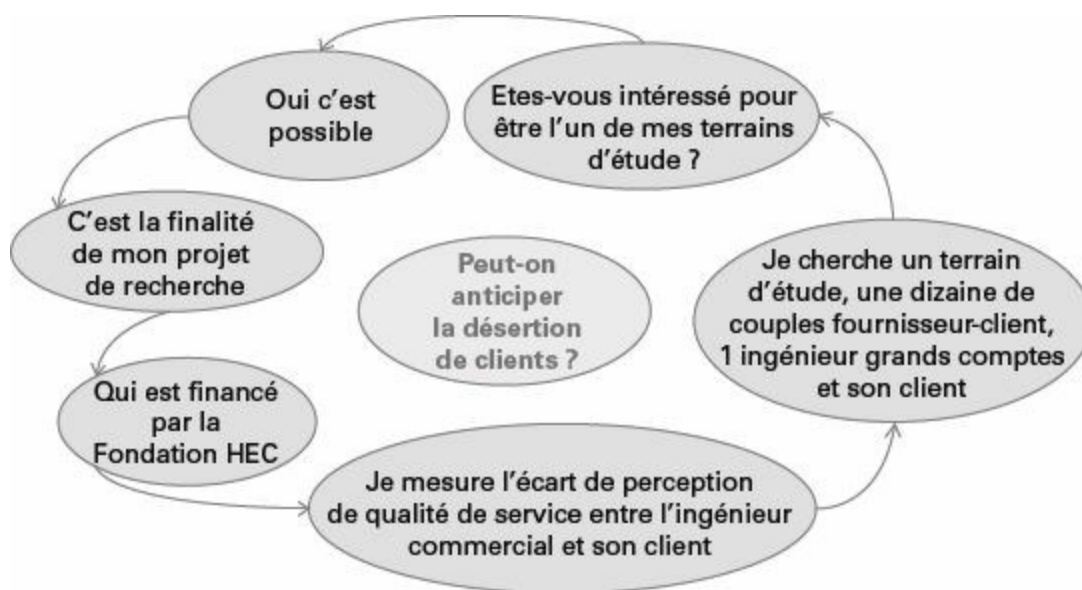 Oui c'est
possible
Etes-vous intéressé pour
être l'un de mes terrains
d'étude ?
C'est la finalité
de mon projet
de recherche
Peut-on
anticiper
la désertion
de clients ?
Je cherche un terrain
d'étude, une dizaine de
couples fournisseur-client,
1 ingénieur grands comptes
et son client
Qui est financé
par la
Fondation HEC
Je mesure l'écart de perception
de qualité de service entre l'ingénieur
commercial et son client